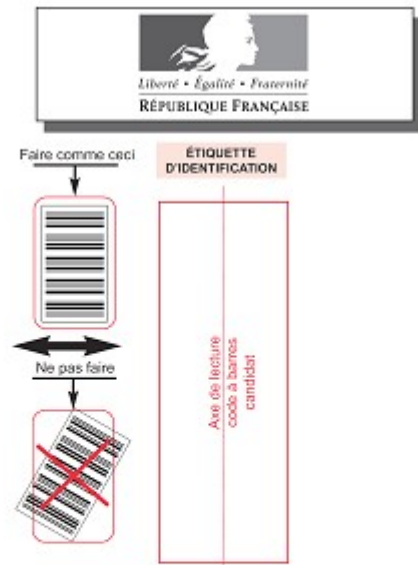 Liberté • Égalité • Fraternité
RÉPUBLIQUE FRANÇAISE
Faire comme ceci
ÉTIQUETTE
D'IDENTIFICATION
Axe de lecture
code à barres
candidat
Ne pas faire